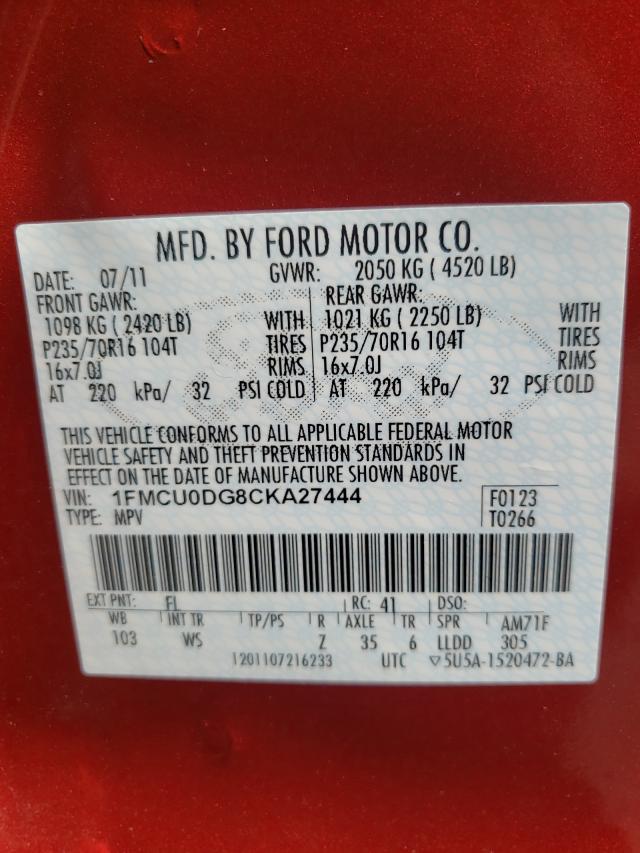 MFD. BY FORD MOTOR CO.
DATE: 07/11 GVWR: 2050 KG ( 4520 LB)
FRONT GAWR: REAR GAWR:
1098 KG ( 2420 LB) WITH 1021 KG ( 2250 LB) WITH
P235/70R16 104T TIRES P235/70R16 104T TIRES
16x7.0J RIMS 16x7.0J RIMS
AT 220 kPa/ 32 PSI COLD AT 220 kPa/ 32 PSI COLD
THIS VEHICLE CONFORMS TO ALL APPLICABLE FEDERAL MOTOR
VEHICLE SAFETY AND THEFT PREVENTION STANDARDS IN
EFFECT ON THE DATE OF MANUFACTURE SHOWN ABOVE.
VIN: 1FMCU0DG8CKA27444 F0123
TYPE: MPV T0266
EXT PNT: FL RC: 41 DSO:
WB INT TR TP/PS R AXLE TR SPR AM71F
103 WS Z 35 6 LLDD 305
1201107216233 UTC ▽5U5A-1520472-BA